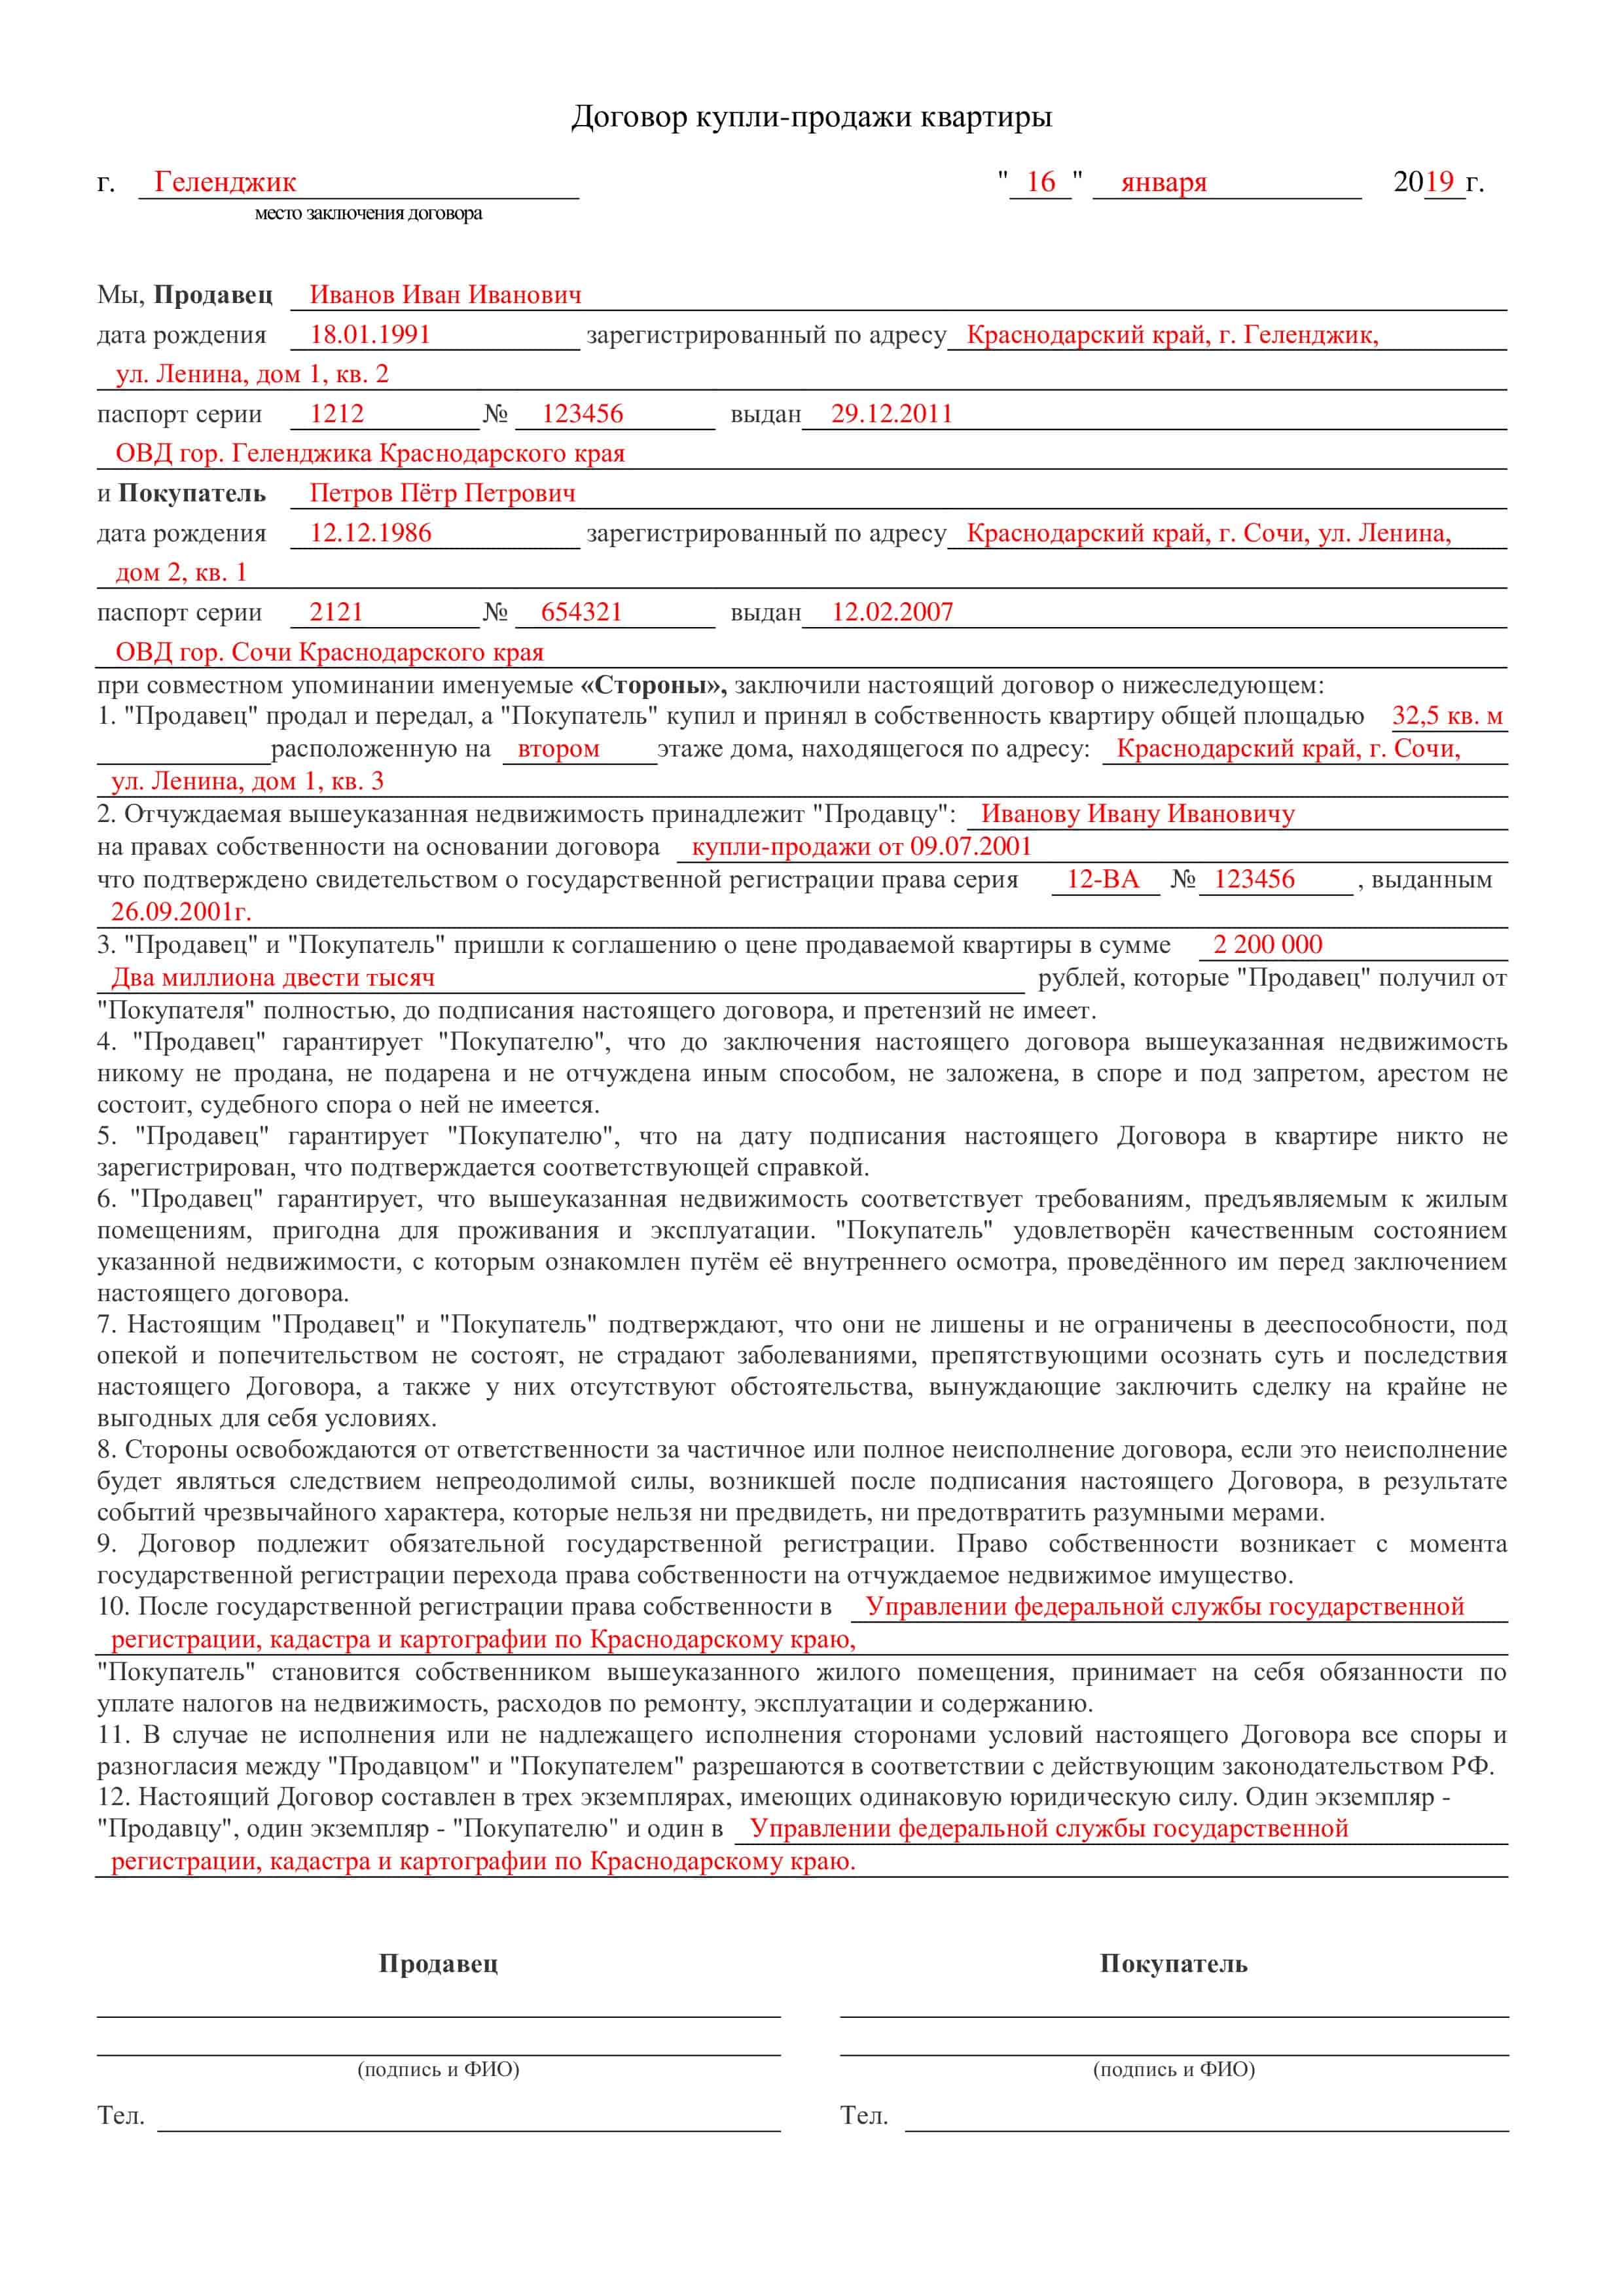 Договор купли-продажи квартиры
г. Геленджик " 16 " января 2019 г.
место заключения договора
Мы, Продавец Иванов Иван Иванович
дата рождения 18.01.1991 зарегистрированный по адресу Краснодарский край, г. Геленджик,
ул. Ленина, дом 1, кв. 2
паспорт серии 1212 № 123456 выдан 29.12.2011
ОВД гор. Геленджика Краснодарского края
и Покупатель Петров Пётр Петрович
дата рождения 12.12.1986 зарегистрированный по адресу Краснодарский край, г. Сочи, ул. Ленина,
дом 2, кв. 1
паспорт серии 2121 № 654321 выдан 12.02.2007
ОВД гор. Сочи Краснодарского края
при совместном упоминании именуемые «Стороны», заключили настоящий договор о нижеследующем:
1. "Продавец" продал и передал, а "Покупатель" купил и принял в собственность квартиру общей площадью 32,5 кв. м
расположенную на втором этаже дома, находящегося по адресу: Краснодарский край, г. Сочи,
ул. Ленина, дом 1, кв. 3
2. Отчуждаемая вышеуказанная недвижимость принадлежит "Продавцу": Иванову Ивану Ивановичу
на правах собственности на основании договора купли-продажи от 09.07.2001
что подтверждено свидетельством о государственной регистрации права серия 12-ВА № 123456 , выданным
26.09.2001г.
3. "Продавец" и "Покупатель" пришли к соглашению о цене продаваемой квартиры в сумме 2 200 000
Два миллиона двести тысяч рублей, которые "Продавец" получил от
"Покупателя" полностью, до подписания настоящего договора, и претензий не имеет.
4. "Продавец" гарантирует "Покупателю", что до заключения настоящего договора вышеуказанная недвижимость
никому не продана, не подарена и не отчуждена иным способом, не заложена, в споре и под запретом, арестом не
состоит, судебного спора о ней не имеется.
5. "Продавец" гарантирует "Покупателю", что на дату подписания настоящего Договора в квартире никто не
зарегистрирован, что подтверждается соответствующей справкой.
6. "Продавец" гарантирует, что вышеуказанная недвижимость соответствует требованиям, предъявляемым к жилым
помещениям, пригодна для проживания и эксплуатации. "Покупатель" удовлетворён качественным состоянием
указанной недвижимости, с которым ознакомлен путём её внутреннего осмотра, проведённого им перед заключением
настоящего договора.
7. Настоящим "Продавец" и "Покупатель" подтверждают, что они не лишены и не ограничены в дееспособности, под
опекой и попечительством не состоят, не страдают заболеваниями, препятствующими осознать суть и последствия
настоящего Договора, а также у них отсутствуют обстоятельства, вынуждающие заключить сделку на крайне не
выгодных для себя условиях.
8. Стороны освобождаются от ответственности за частичное или полное неисполнение договора, если это неисполнение
будет являться следствием непреодолимой силы, возникшей после подписания настоящего Договора, в результате
событий чрезвычайного характера, которые нельзя ни предвидеть, ни предотвратить разумными мерами.
9. Договор подлежит обязательной государственной регистрации. Право собственности возникает с момента
государственной регистрации перехода права собственности на отчуждаемое недвижимое имущество.
10. После государственной регистрации права собственности в Управлении федеральной службы государственной
регистрации, кадастра и картографии по Краснодарскому краю,
"Покупатель" становится собственником вышеуказанного жилого помещения, принимает на себя обязанности по
уплате налогов на недвижимость, расходов по ремонту, эксплуатации и содержанию.
11. В случае не исполнения или не надлежащего исполнения сторонами условий настоящего Договора все споры и
разногласия между "Продавцом" и "Покупателем" разрешаются в соответствии с действующим законодательством РФ.
12. Настоящий Договор составлен в трех экземплярах, имеющих одинаковую юридическую силу. Один экземпляр -
"Продавцу", один экземпляр - "Покупателю" и один в Управлении федеральной службы государственной
регистрации, кадастра и картографии по Краснодарскому краю.
Продавец Покупатель
(подпись и ФИО) (подпись и ФИО)
Тел. Тел.